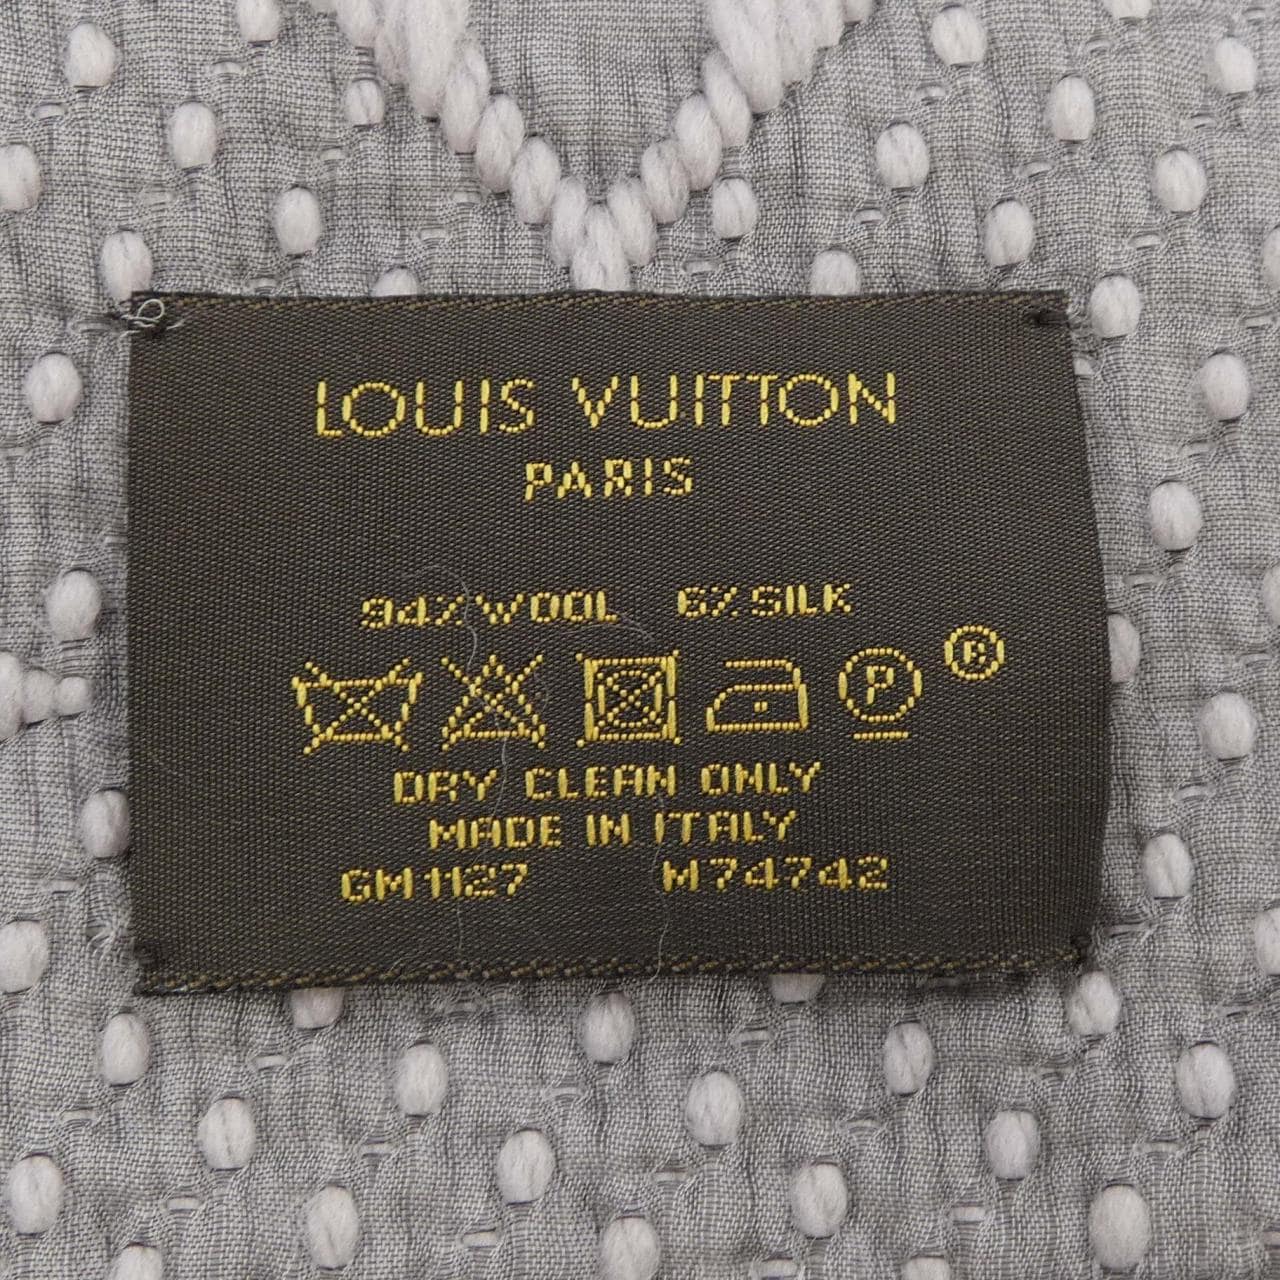 LOUIS VUITTON
PARIS
94% WOOL 6% SILK
P ®
DRY CLEAN ONLY
MADE IN ITALY
GM1127 M74742